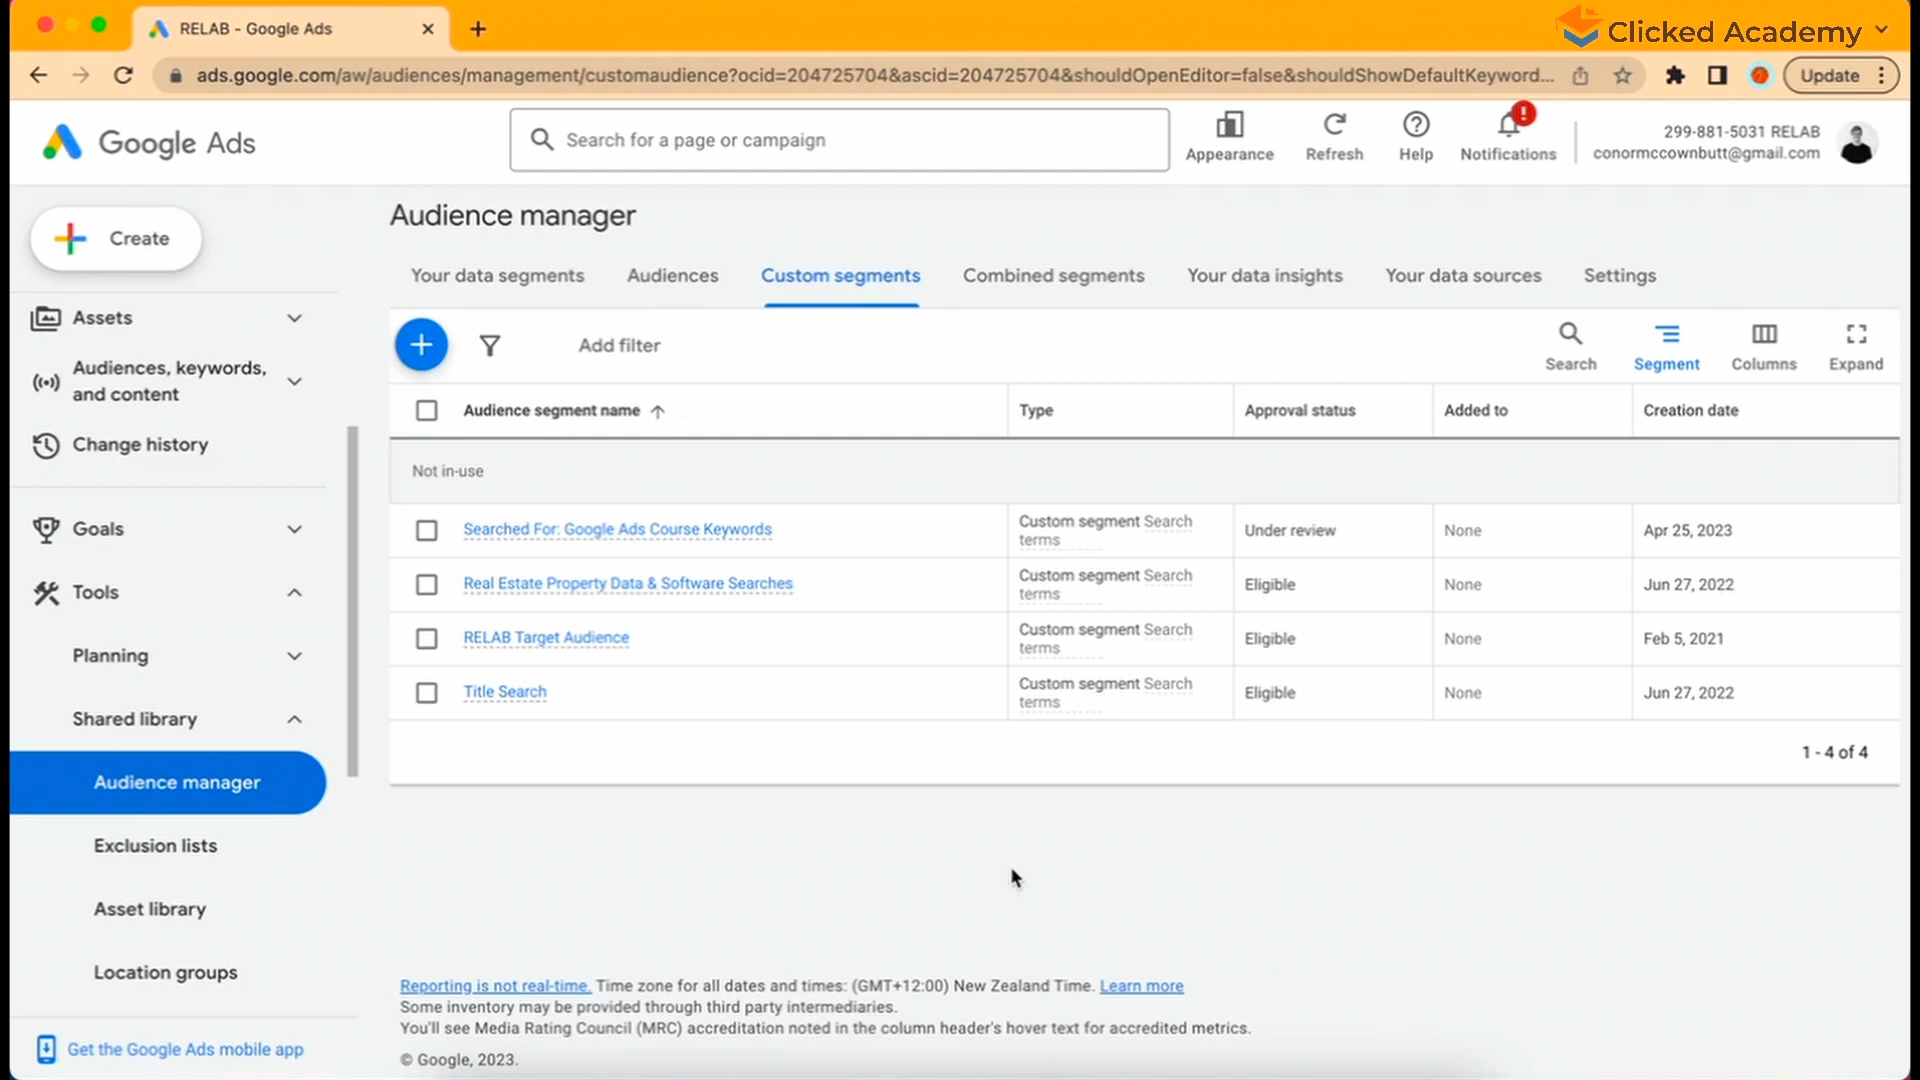 RELAB - Google Ads
Clicked Academy
ads.google.com/aw/audiences/management/customaudience?ocid=204725704&ascid=204725704&shouldOpenEditor=false&shouldShowDefaultKeyword...
Update
Google Ads
Search for a page or campaign
Appearance
Refresh
Help
Notifications
299-881-5031 RELAB
conormccownbutt@gmail.com
Create
Assets
Audiences, keywords,
and content
Change history
Goals
Tools
Planning
Shared library
Audience manager
Exclusion lists
Asset library
Location groups
Get the Google Ads mobile app
Audience manager
Your data segments
Audiences
Custom segments
Combined segments
Your data insights
Your data sources
Settings
Add filter
Search
Segment
Columns
Expand
Audience segment name
Type
Approval status
Added to
Creation date
Not in-use
Searched For: Google Ads Course Keywords
Custom segment Search
terms
Under review
None
Apr 25, 2023
Real Estate Property Data & Software Searches
Custom segment Search
terms
Eligible
None
Jun 27, 2022
RELAB Target Audience
Custom segment Search
terms
Eligible
None
Feb 5, 2021
Title Search
Custom segment Search
terms
Eligible
None
Jun 27, 2022
1 - 4 of 4
Reporting is not real-time. Time zone for all dates and times: (GMT+12:00) New Zealand Time. Learn more
Some inventory may be provided through third party intermediaries.
You'll see Media Rating Council (MRC) accreditation noted in the column header's hover text for accredited metrics.
© Google, 2023.